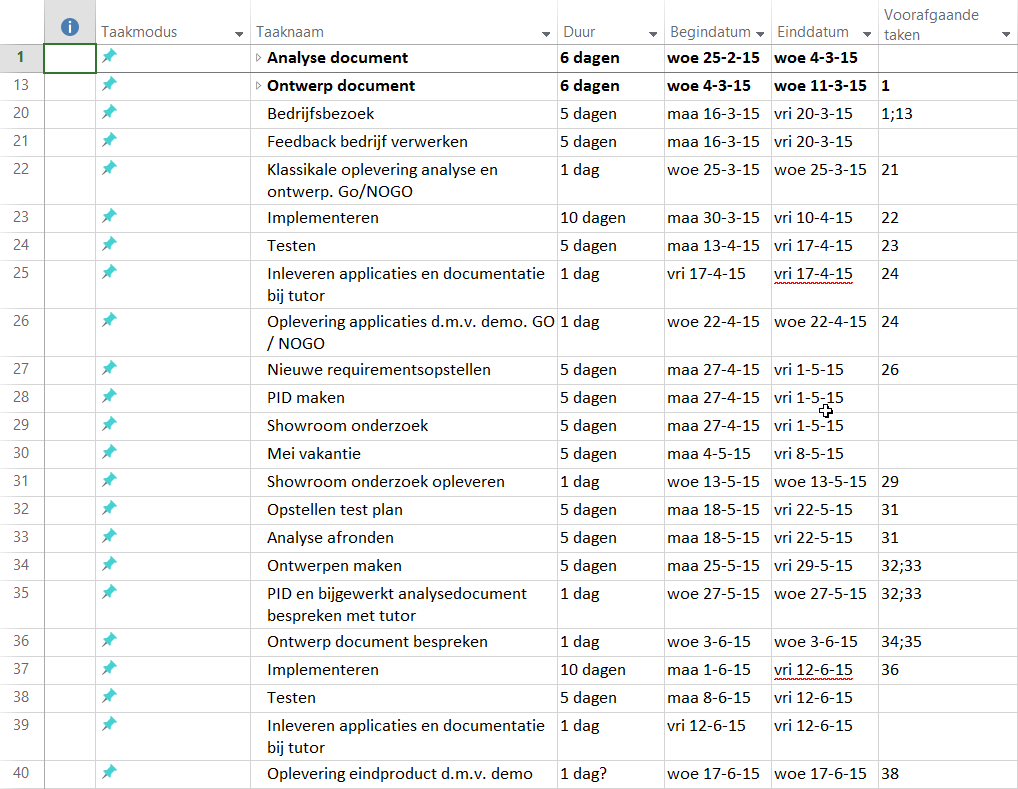 i Taakmodus Taaknaam Duur Begindatum Einddatum Voorafgaande
taken
1 Analyse document 6 dagen woe 25-2-15 woe 4-3-15
13 Ontwerp document 6 dagen woe 4-3-15 woe 11-3-15 1
20 Bedrijfsbezoek 5 dagen maa 16-3-15 vri 20-3-15 1;13
21 Feedback bedrijf verwerken 5 dagen maa 16-3-15 vri 20-3-15
22 Klassikale oplevering analyse en 1 dag woe 25-3-15 woe 25-3-15 21
ontwerp. Go/NOGO
23 Implementeren 10 dagen maa 30-3-15 vri 10-4-15 22
24 Testen 5 dagen maa 13-4-15 vri 17-4-15 23
25 Inleveren applicaties en documentatie 1 dag vri 17-4-15 vri 17-4-15 24
bij tutor
26 Oplevering applicaties d.m.v. demo. GO 1 dag woe 22-4-15 woe 22-4-15 24
/ NOGO
27 Nieuwe requirementsopstellen 5 dagen maa 27-4-15 vri 1-5-15 26
28 PID maken 5 dagen maa 27-4-15 vri 1-5-15
29 Showroom onderzoek 5 dagen maa 27-4-15 vri 1-5-15
30 Mei vakantie 5 dagen maa 4-5-15 vri 8-5-15
31 Showroom onderzoek opleveren 1 dag woe 13-5-15 woe 13-5-15 29
32 Opstellen test plan 5 dagen maa 18-5-15 vri 22-5-15 31
33 Analyse afronden 5 dagen maa 18-5-15 vri 22-5-15 31
34 Ontwerpen maken 5 dagen maa 25-5-15 vri 29-5-15 32;33
35 PID en bijgewerkt analysedocument 1 dag woe 27-5-15 woe 27-5-15 32;33
bespreken met tutor
36 Ontwerp document bespreken 1 dag woe 3-6-15 woe 3-6-15 34;35
37 Implementeren 10 dagen maa 1-6-15 vri 12-6-15 36
38 Testen 5 dagen maa 8-6-15 vri 12-6-15
39 Inleveren applicaties en documentatie 1 dag vri 12-6-15 vri 12-6-15
bij tutor
40 Oplevering eindproduct d.m.v. demo 1 dag? woe 17-6-15 woe 17-6-15 38